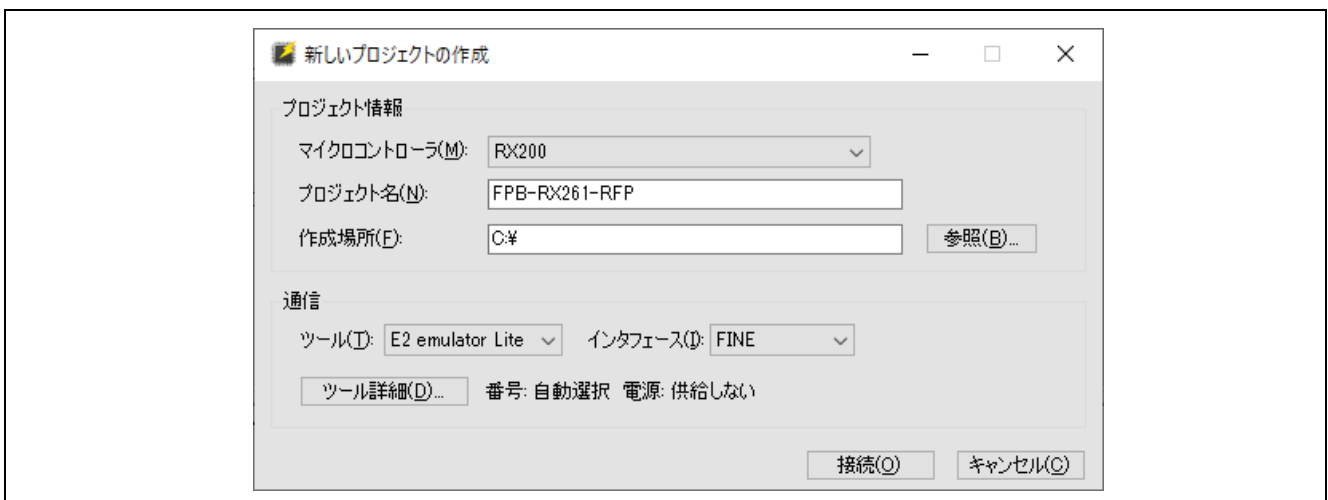 新しいプロジェクトの作成
プロジェクト情報
マイクロコントローラ(M): RX200
プロジェクト名(N): FPB-RX261-RFP
作成場所(F): C:¥ 参照(B)...
通信
ツール(T): E2 emulator Lite インタフェース(I): FINE
ツール詳細(D)... 番号: 自動選択 電源: 供給しない
接続(O) キャンセル(C)